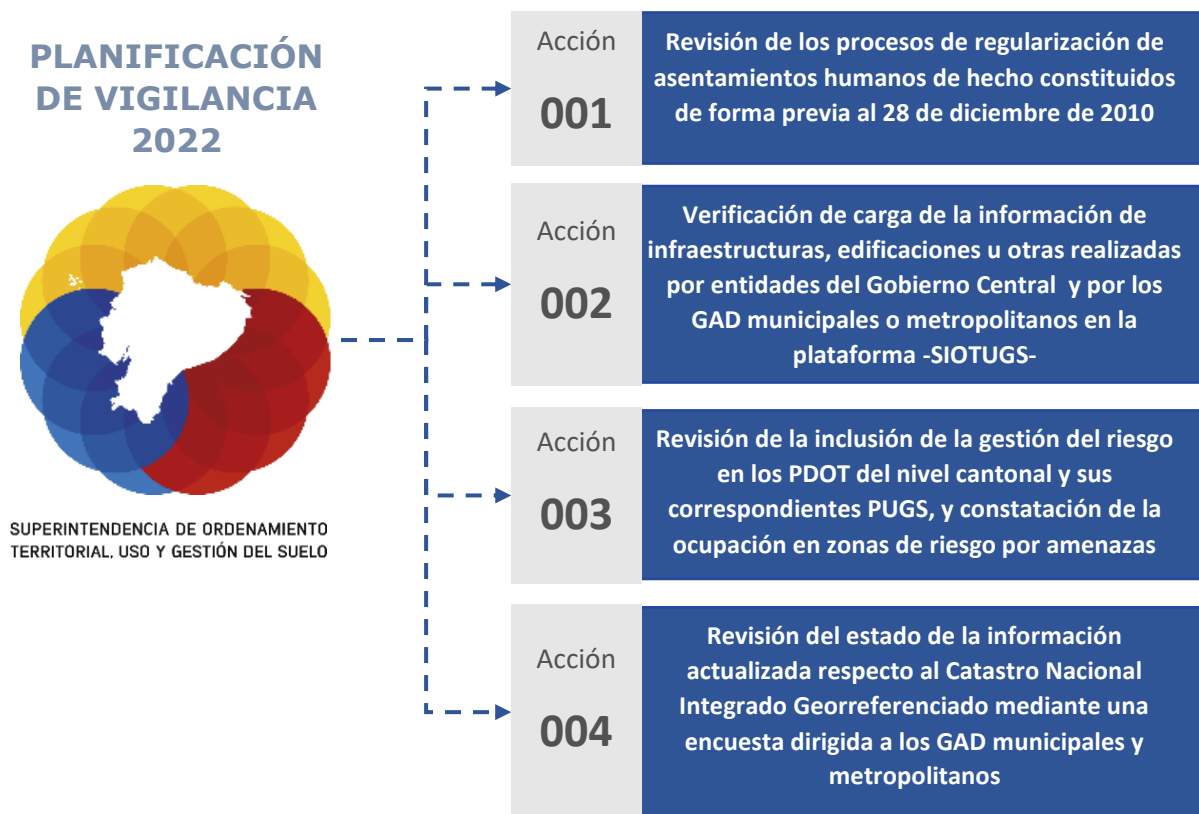 PLANIFICACIÓN
DE VIGILANCIA
2022
SUPERINTENDENCIA DE ORDENAMIENTO
TERRITORIAL, USO Y GESTIÓN DEL SUELO
Acción
001
Revisión de los procesos de regularización de
asentamientos humanos de hecho constituidos
de forma previa al 28 de diciembre de 2010
Acción
002
Verificación de carga de la información de
infraestructuras, edificaciones u otras realizadas
por entidades del Gobierno Central y por los
GAD municipales o metropolitanos en la
plataforma -SIOTUGS-
Acción
003
Revisión de la inclusión de la gestión del riesgo
en los PDOT del nivel cantonal y sus
correspondientes PUGS, y constatación de la
ocupación en zonas de riesgo por amenazas
Acción
004
Revisión del estado de la información
actualizada respecto al Catastro Nacional
Integrado Georreferenciado mediante una
encuesta dirigida a los GAD municipales y
metropolitanos